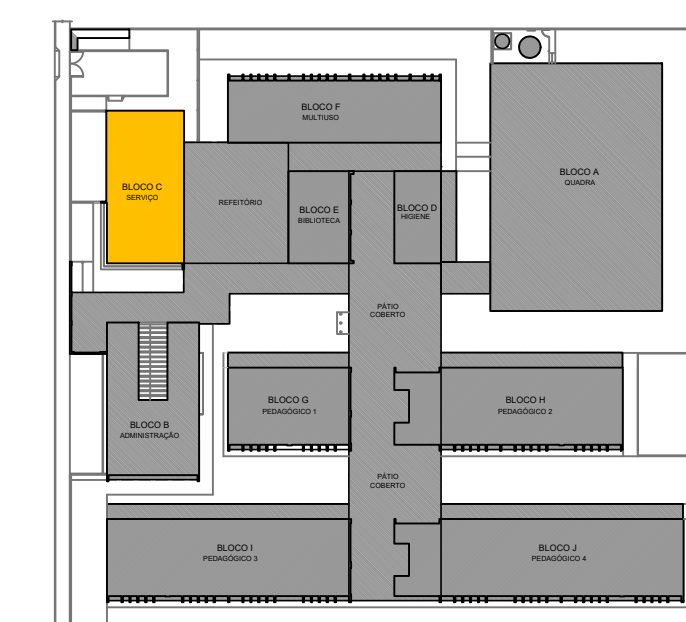 BLOCO F
MULTIUSO
BLOCO A
QUADRA
BLOCO C
SERVIÇO
REFEITÓRIO
BLOCO E
BIBLIOTECA
BLOCO D
HIGIENE
PÁTIO
COBERTO
BLOCO G
PEDAGÓGICO 1
BLOCO H
PEDAGÓGICO 2
BLOCO B
ADMINISTRAÇÃO
PÁTIO
COBERTO
BLOCO I
PEDAGÓGICO 3
BLOCO J
PEDAGÓGICO 4